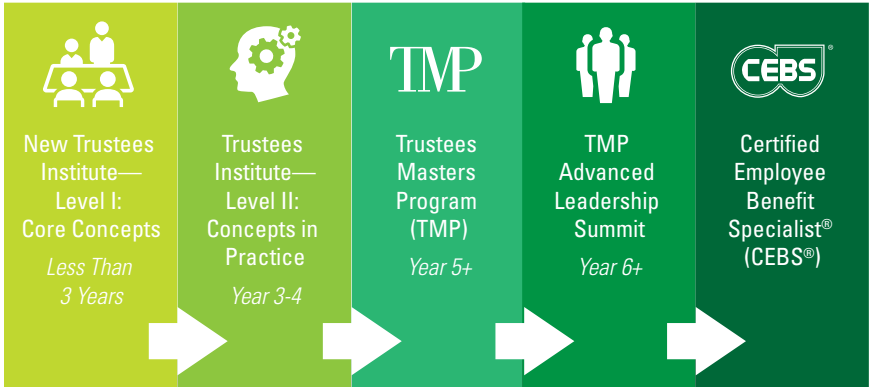 New Trustees
Institute—
Level I:
Core Concepts
Less Than
3 Years
Trustees
Institute—
Level II:
Concepts in
Practice
Year 3-4
TMP
Trustees
Masters
Program
(TMP)
Year 5+
TMP
Advanced
Leadership
Summit
Year 6+
CEBS®
Certified
Employee
Benefit
Specialist®
(CEBS®)